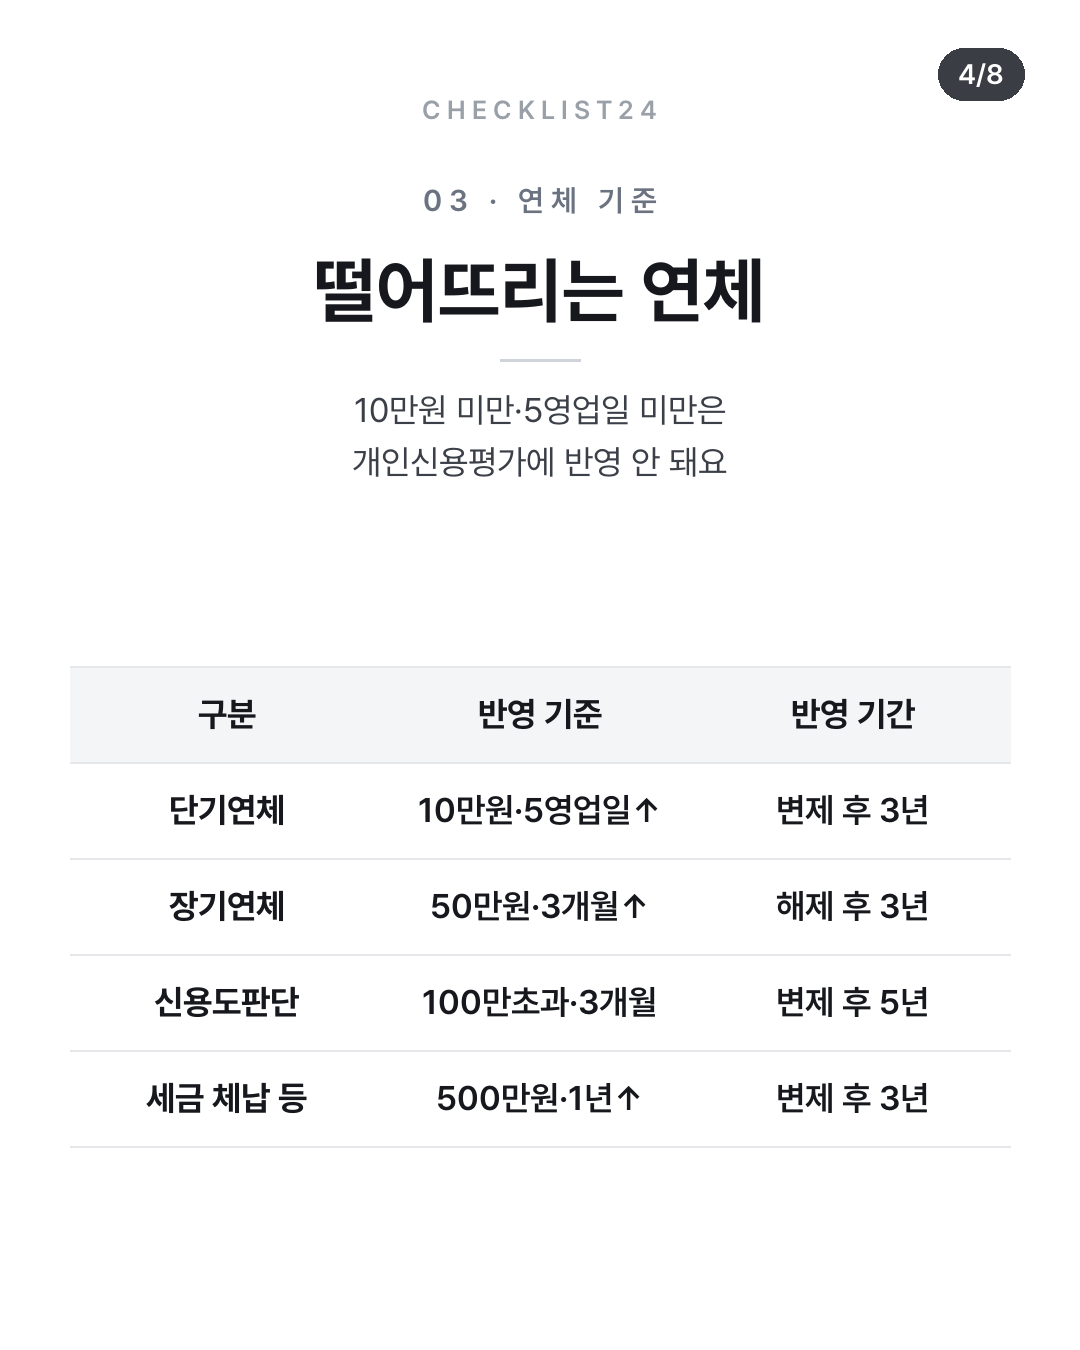 4/8
CHECKLIST24
03 · 연체 기준
떨어뜨리는 연체
10만원 미만·5영업일 미만은
개인신용평가에 반영 안 돼요
구분 반영 기준 반영 기간
단기연체 10만원·5영업일↑ 변제 후 3년
장기연체 50만원·3개월↑ 해제 후 3년
신용도판단 100만초과·3개월 변제 후 5년
세금 체납 등 500만원·1년↑ 변제 후 3년